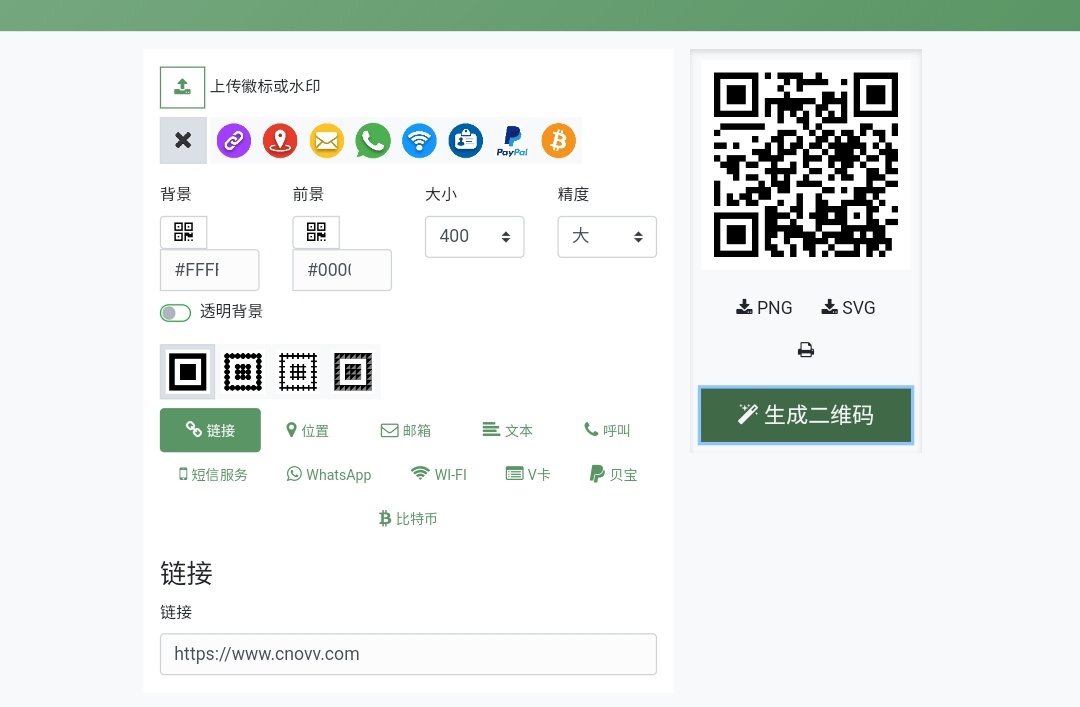 上传徽标或水印
PayPal
背景
前景
大小
精度
400
大
#FFFF
#000(
透明背景
PNG
SVG
生成二维码
链接
位置
邮箱
文本
呼叫
短信服务
WhatsApp
WI-FI
V卡
贝宝
比特币
链接
链接
https://www.cnovv.com